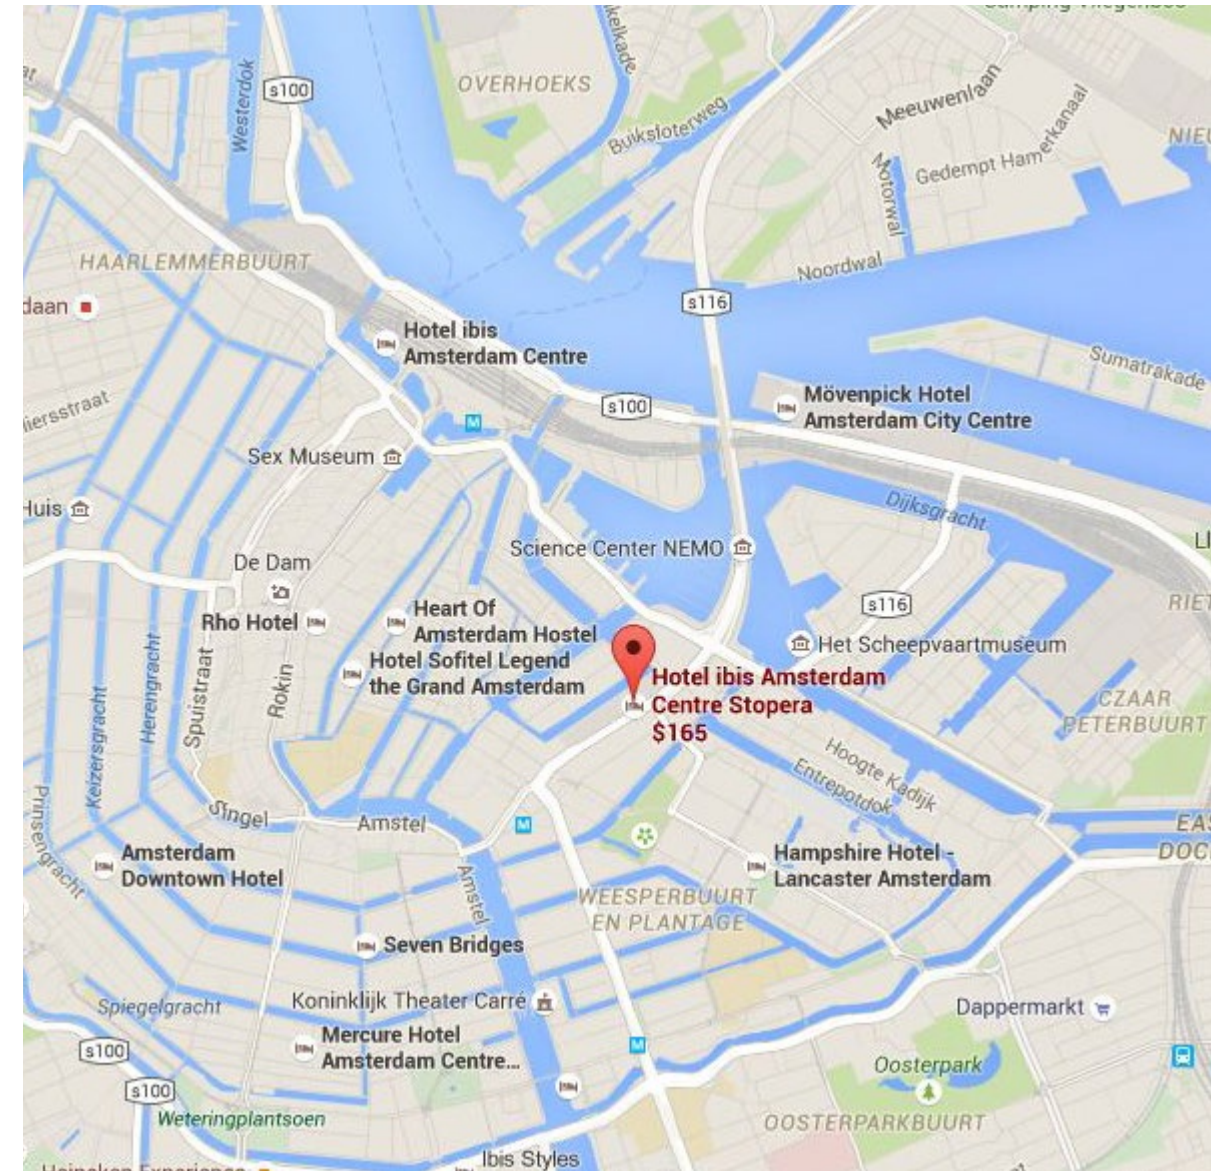 s100
Westerdok
OVERHOEKS
Buiksloterweg
Meeuwenlaan
Gedempt Hamerkanaal
Motorwal
Noordwal
HAARLEMMERBUURT
s116
daan
Hotel ibis
Amsterdam Centre
Sumatrakade
s100
Mövenpick Hotel
Amsterdam City Centre
M
iersstraat
Sex Museum
Huis
Dijksgracht
Science Center NEMO
De Dam
s116
Rho Hotel
Heart Of
Amsterdam Hostel
Hotel Sofitel Legend
the Grand Amsterdam
Het Scheepvaartmuseum
Hotel ibis Amsterdam
Centre Stopera
$165
CZAAR
PETERBUURT
Herengracht
Keizersgracht
Spuistraat
Rokin
Hoogte Kadijk
Entrepotdok
Prinsengracht
Singel
Amstel
M
Amsterdam
Downtown Hotel
Amstel
Hampshire Hotel -
Lancaster Amsterdam
WEESPERBUURT
EN PLANTAGE
Seven Bridges
Spiegelgracht
Koninklijk Theater Carré
Dappermarkt
Mercure Hotel
Amsterdam Centre...
M
s100
s100
Oosterpark
Weteringplantsoen
OOSTERPARKBUURT
Ibis Styles